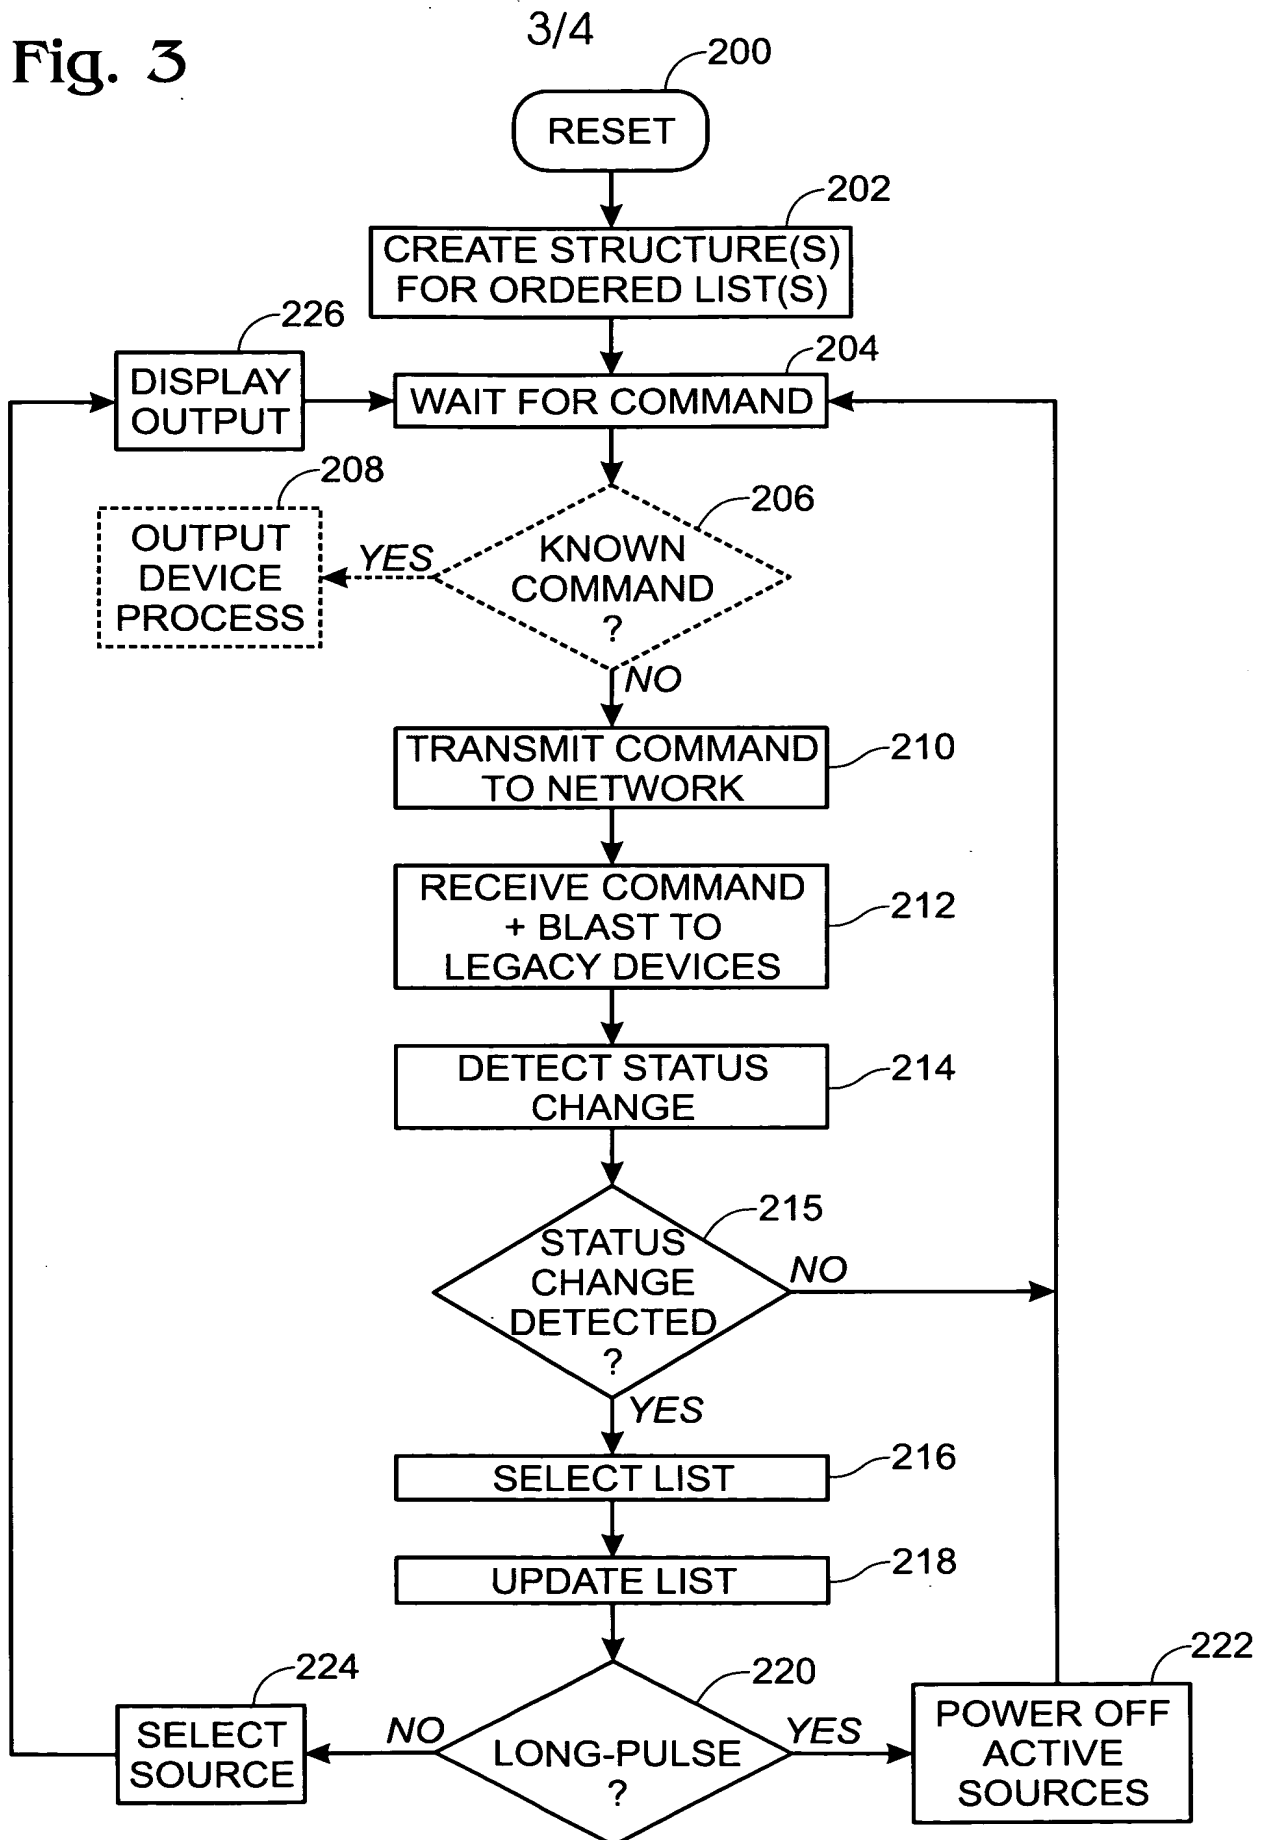 Fig. 3
3/4
200
RESET
202
CREATE STRUCTURE(S)
FOR ORDERED LIST(S)
226
DISPLAY
OUTPUT
204
WAIT FOR COMMAND
208
OUTPUT
DEVICE
PROCESS
YES
206
KNOWN
COMMAND
?
NO
TRANSMIT COMMAND
TO NETWORK
210
RECEIVE COMMAND
+ BLAST TO
LEGACY DEVICES
212
DETECT STATUS
CHANGE
214
215
STATUS
CHANGE
DETECTED
?
NO
YES
SELECT LIST
216
UPDATE LIST
218
224
SELECT
SOURCE
NO
220
LONG-PULSE
?
YES
222
POWER OFF
ACTIVE
SOURCES